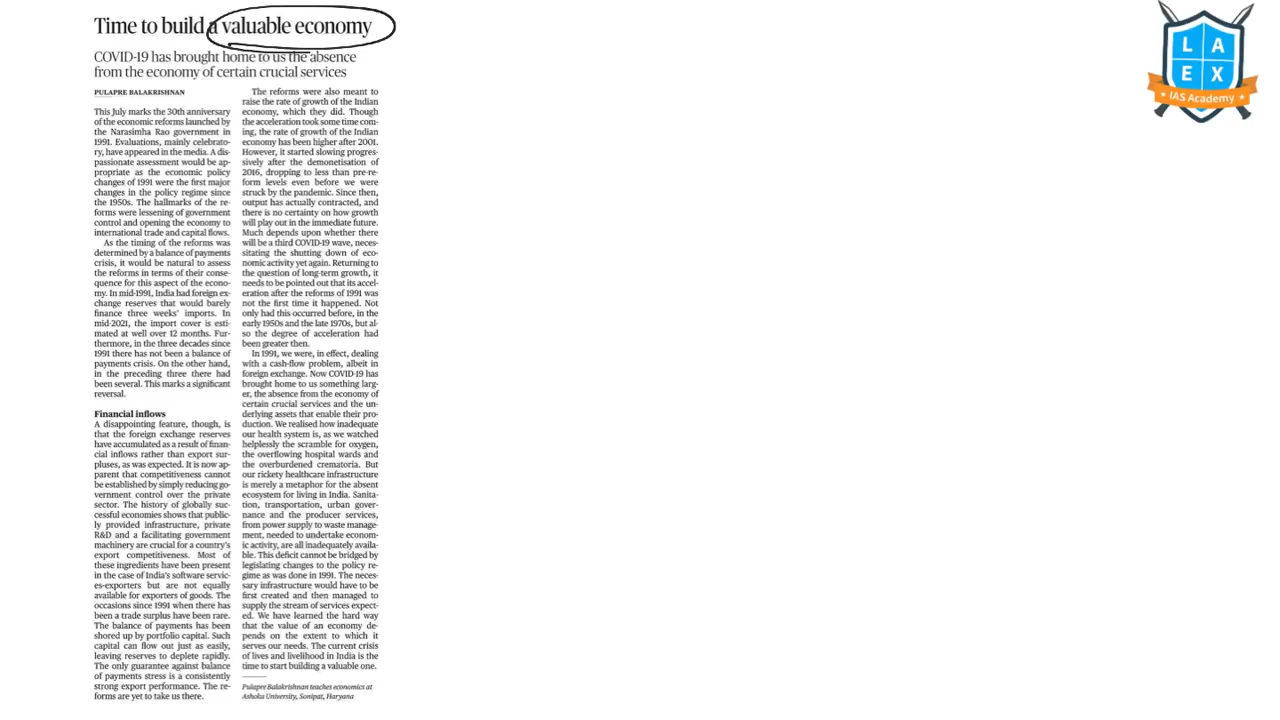 Time to build a valuable economy
COVID-19 has brought home to us the absence
from the economy of certain crucial services
PULAPRE BALAKRISHNAN
This July marks the 30th anniversary
of the economic reforms launched by
the Narasimha Rao government in
1991. Evaluations, mainly celebrato-
ry, have appeared in the media. A dis-
passionate assessment would be ap-
propriate as the economic policy
changes of 1991 were the first major
changes in the policy regime since
the 1950s. The hallmarks of the re-
forms were lessening of government
control and opening the economy to
international trade and capital flows.
As the timing of the reforms was
determined by a balance of payments
crisis, it would be natural to assess
the reforms in terms of their conse-
quence for this aspect of the econo-
my. In mid-1991, India had foreign ex-
change reserves that would barely
finance three weeks' imports. In
mid-2021, the import cover is esti-
mated at well over 12 months. Fur-
thermore, in the three decades since
1991 there has not been a balance of
payments crisis. On the other hand,
in the preceding three there had
been several. This marks a significant
reversal.
Financial inflows
A disappointing feature, though, is
that the foreign exchange reserves
have accumulated as a result of finan-
cial inflows rather than export sur-
pluses, as was expected. It is now ap-
parent that competitiveness cannot
be established by simply reducing go-
vernment control over the private
sector. The history of globally suc-
cessful economies shows that public-
ly provided infrastructure, private
R&D and a facilitating government
machinery are crucial for a country's
export competitiveness. Most of
these ingredients have been present
in the case of India's software servic-
es-exporters but are not equally
available for exporters of goods. The
occasions since 1991 when there has
been a trade surplus have been rare.
The balance of payments has been
shored up by portfolio capital. Such
capital can flow out just as easily,
leaving reserves to deplete rapidly.
The only guarantee against balance
of payments stress is a consistently
strong export performance. The re-
forms are yet to take us there.
The reforms were also meant to
raise the rate of growth of the Indian
economy, which they did. Though
the acceleration took some time com-
ing, the rate of growth of the Indian
economy has been higher after 2001.
However, it started slowing progres-
sively after the demonetisation of
2016, dropping to less than pre-re-
form levels even before we were
struck by the pandemic. Since then,
output has actually contracted, and
there is no certainty on how growth
will play out in the immediate future.
Much depends upon whether there
will be a third COVID-19 wave, neces-
sitating the shutting down of eco-
nomic activity yet again. Returning to
the question of long-term growth, it
needs to be pointed out that its accel-
eration after the reforms of 1991 was
not the first time it happened. Not
only had this occurred before, in the
early 1950s and the late 1970s, but al-
so the degree of acceleration had
been greater then.
In 1991, we were, in effect, dealing
with a cash-flow problem, albeit in
foreign exchange. Now COVID-19 has
brought home to us something larg-
er, the absence from the economy of
certain crucial services and the un-
derlying assets that enable their pro-
duction. We realised how inadequate
our health system is, as we watched
helplessly the scramble for oxygen,
the overflowing hospital wards and
the overburdened crematoria. But
our rickety healthcare infrastructure
is merely a metaphor for the absent
ecosystem for living in India. Sanita-
tion, transportation, urban gover-
nance and the producer services,
from power supply to waste manage-
ment, needed to undertake econom-
ic activity, are all inadequately availa-
ble. This deficit cannot be bridged by
legislating changes to the policy re-
gime as was done in 1991. The neces-
sary infrastructure would have to be
first created and then managed to
supply the stream of services expect-
ed. We have learned the hard way
that the value of an economy de-
pends on the extent to which it
serves our needs. The current crisis
of lives and livelihood in India is the
time to start building a valuable one.
Pulapre Balakrishnan teaches economics at
Ashoka University, Sonipat, Haryana
L A
E X
IAS Academy